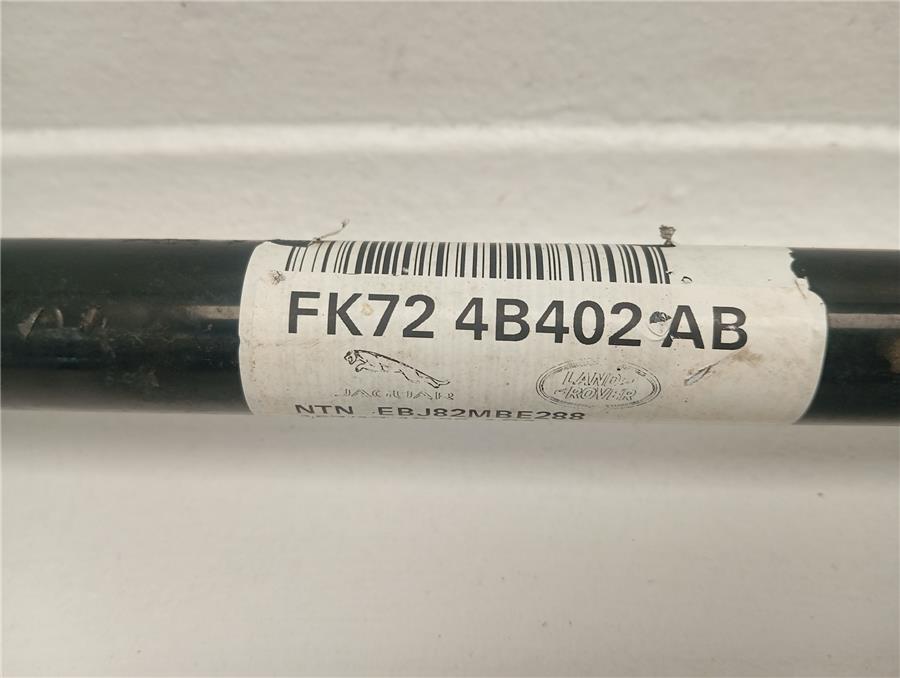 FK72 4B402 AB
JAGUAR
LAND ROVER
NTN EBJ82MBE288